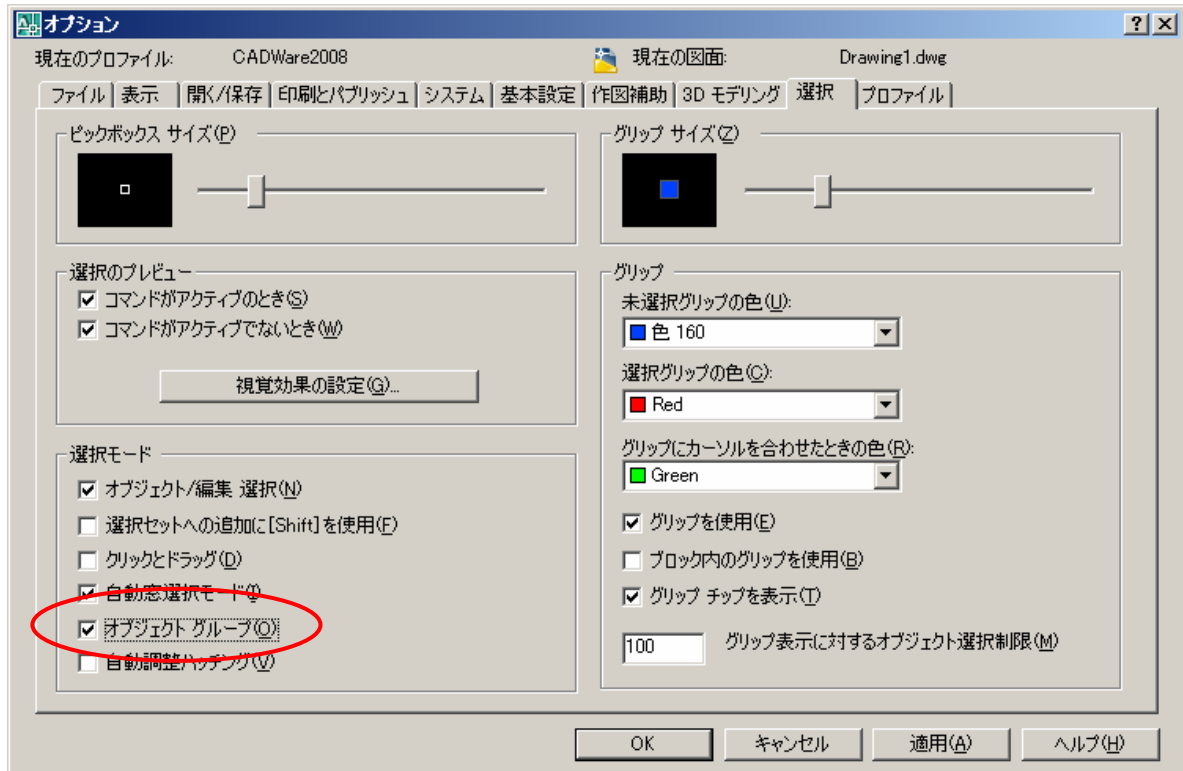 オプション
現在のプロファイル: CADWare2008 現在の図面: Drawing1.dwg
ファイル 表示 開く/保存 印刷とパブリッシュ システム 基本設定 作図補助 3D モデリング 選択 プロファイル
ピックボックス サイズ(P)
選択のプレビュー
コマンドがアクティブのとき(S)
コマンドがアクティブでないとき(W)
視覚効果の設定(G)...
選択モード
オブジェクト/編集 選択(N)
選択セットへの追加に[Shift]を使用(F)
クリックとドラッグ(D)
自動窓選択モード(I)
オブジェクト グループ(O)
自動調整ハッチング(V)
グリップ サイズ(Z)
グリップ
未選択グリップの色(U):
色 160
選択グリップの色(C):
Red
グリップにカーソルを合わせたときの色(R):
Green
グリップを使用(E)
ブロック内のグリップを使用(B)
グリップ チップを表示(T)
100 グリップ表示に対するオブジェクト選択制限(M)
OK キャンセル 適用(A) ヘルプ(H)